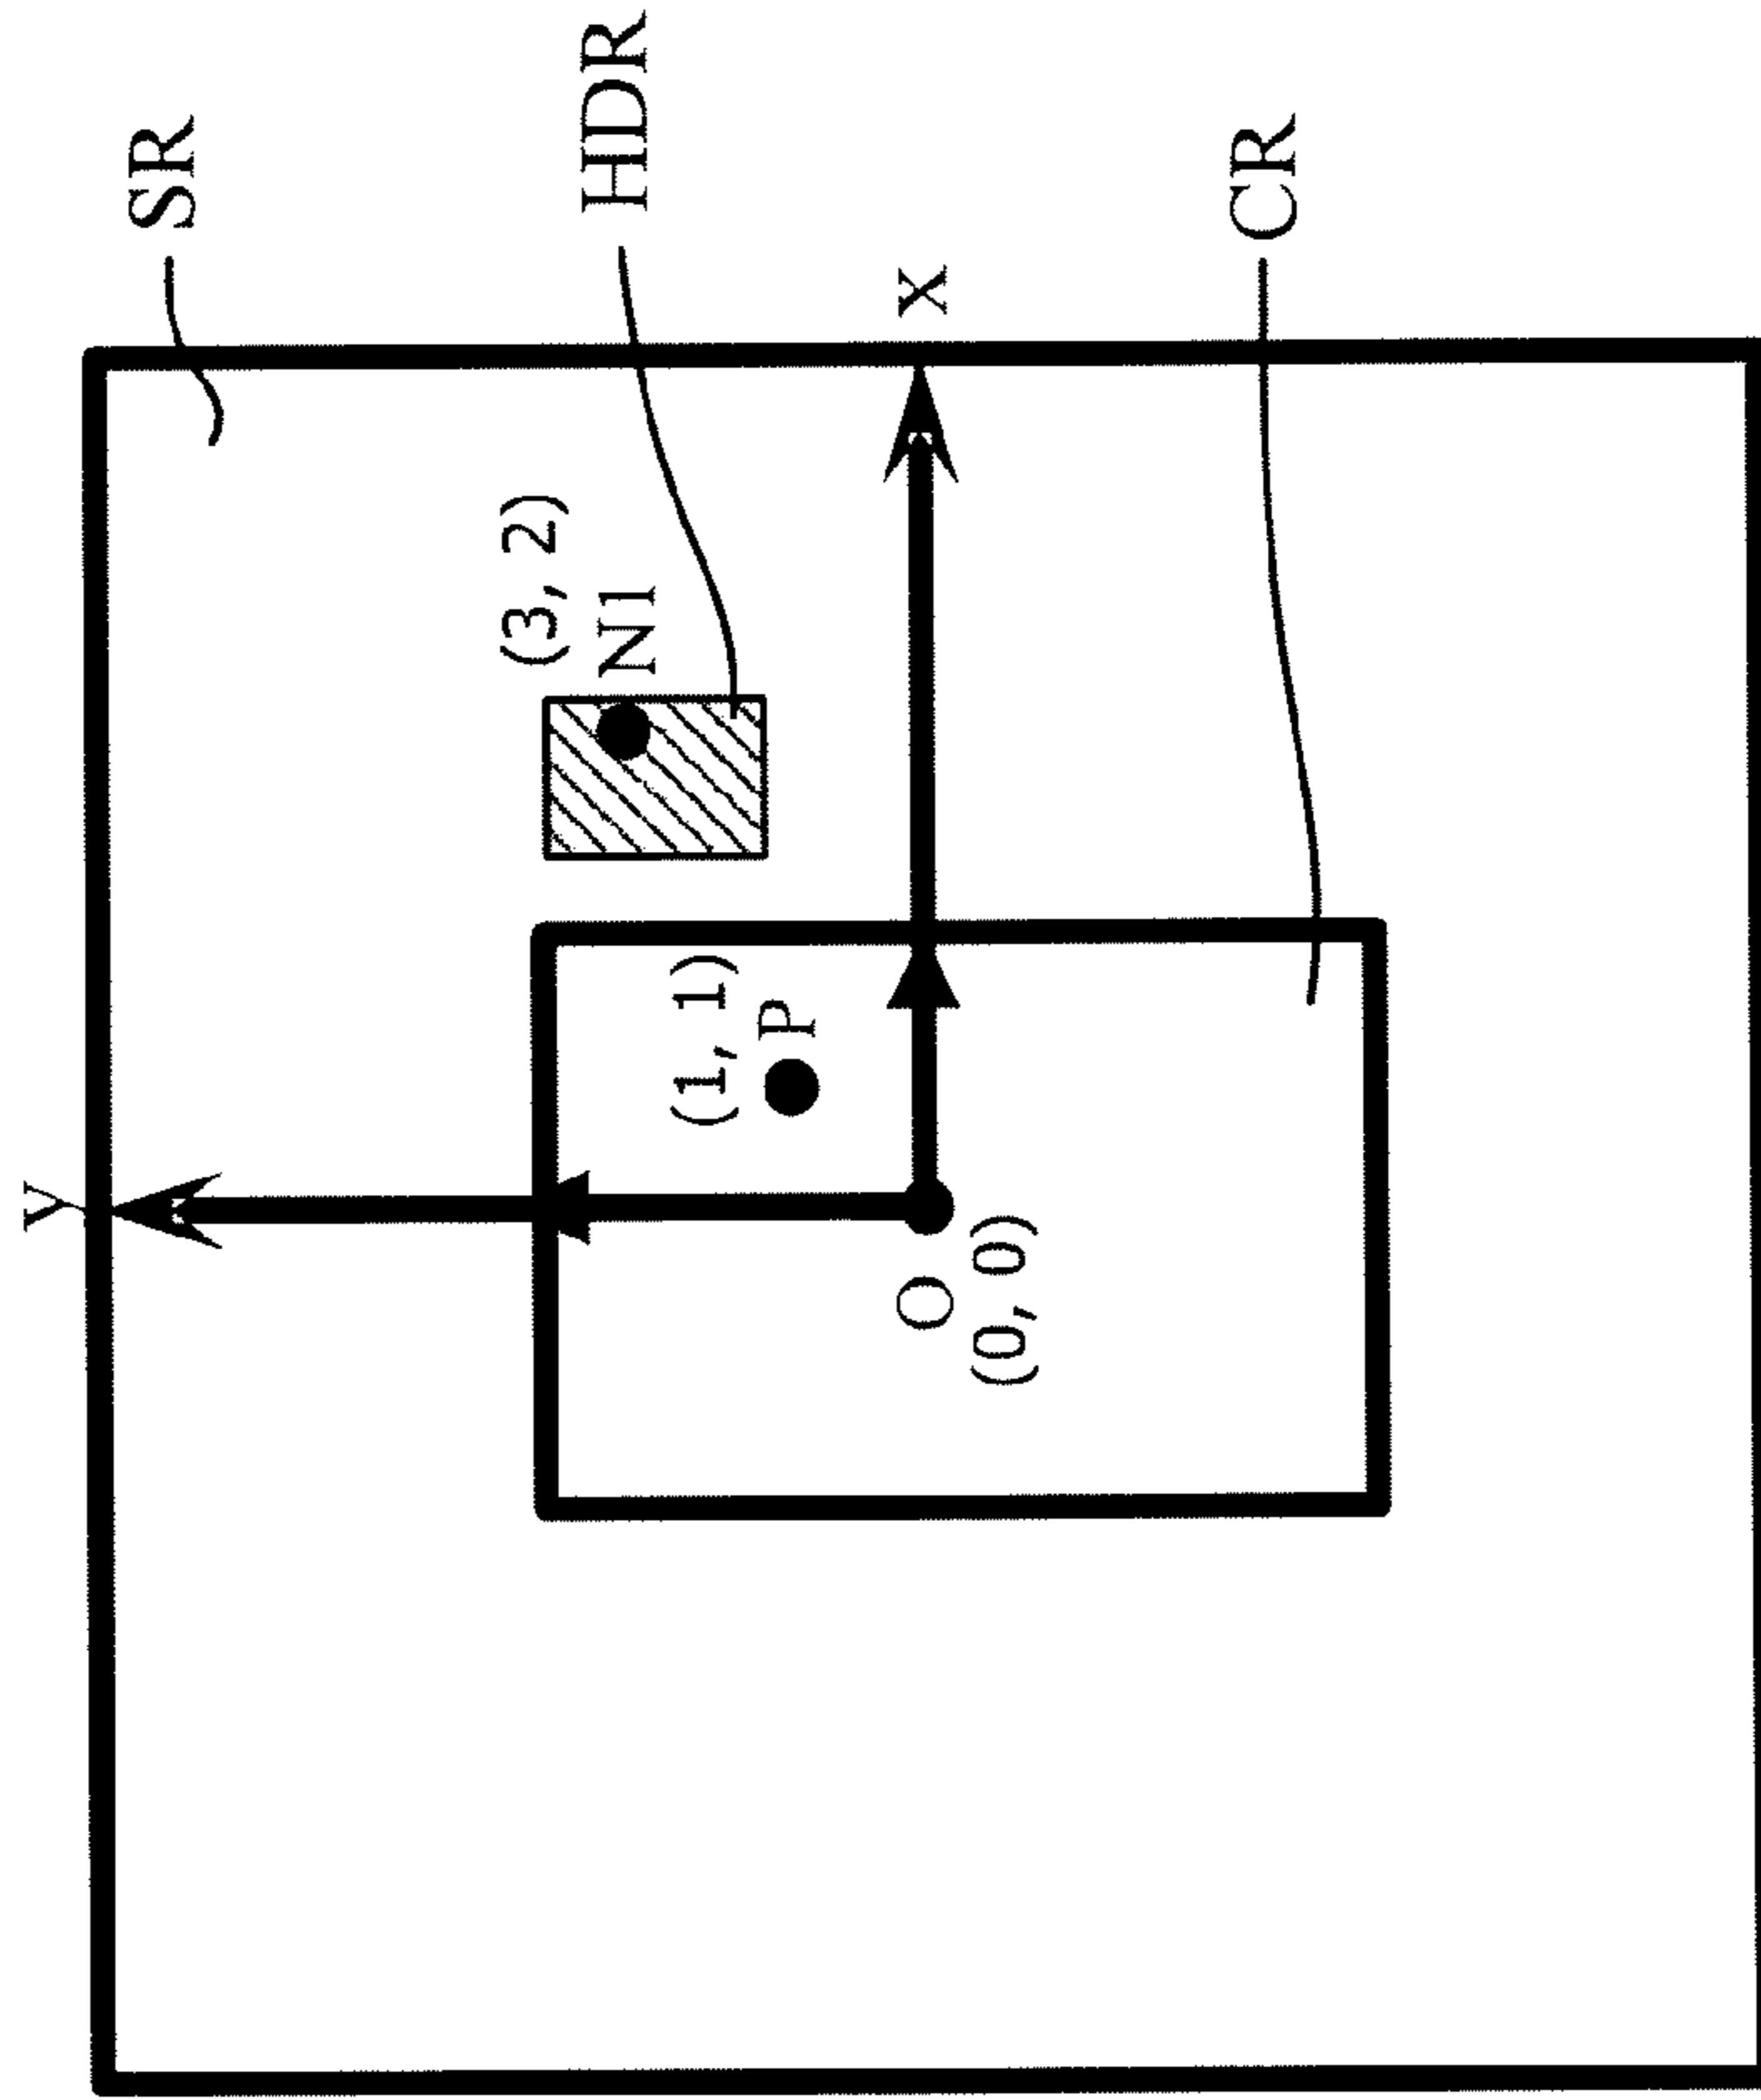 y
SR
(3, 2)
N1
HDR
(1, 1)
P
O
x
(0, 0)
CR